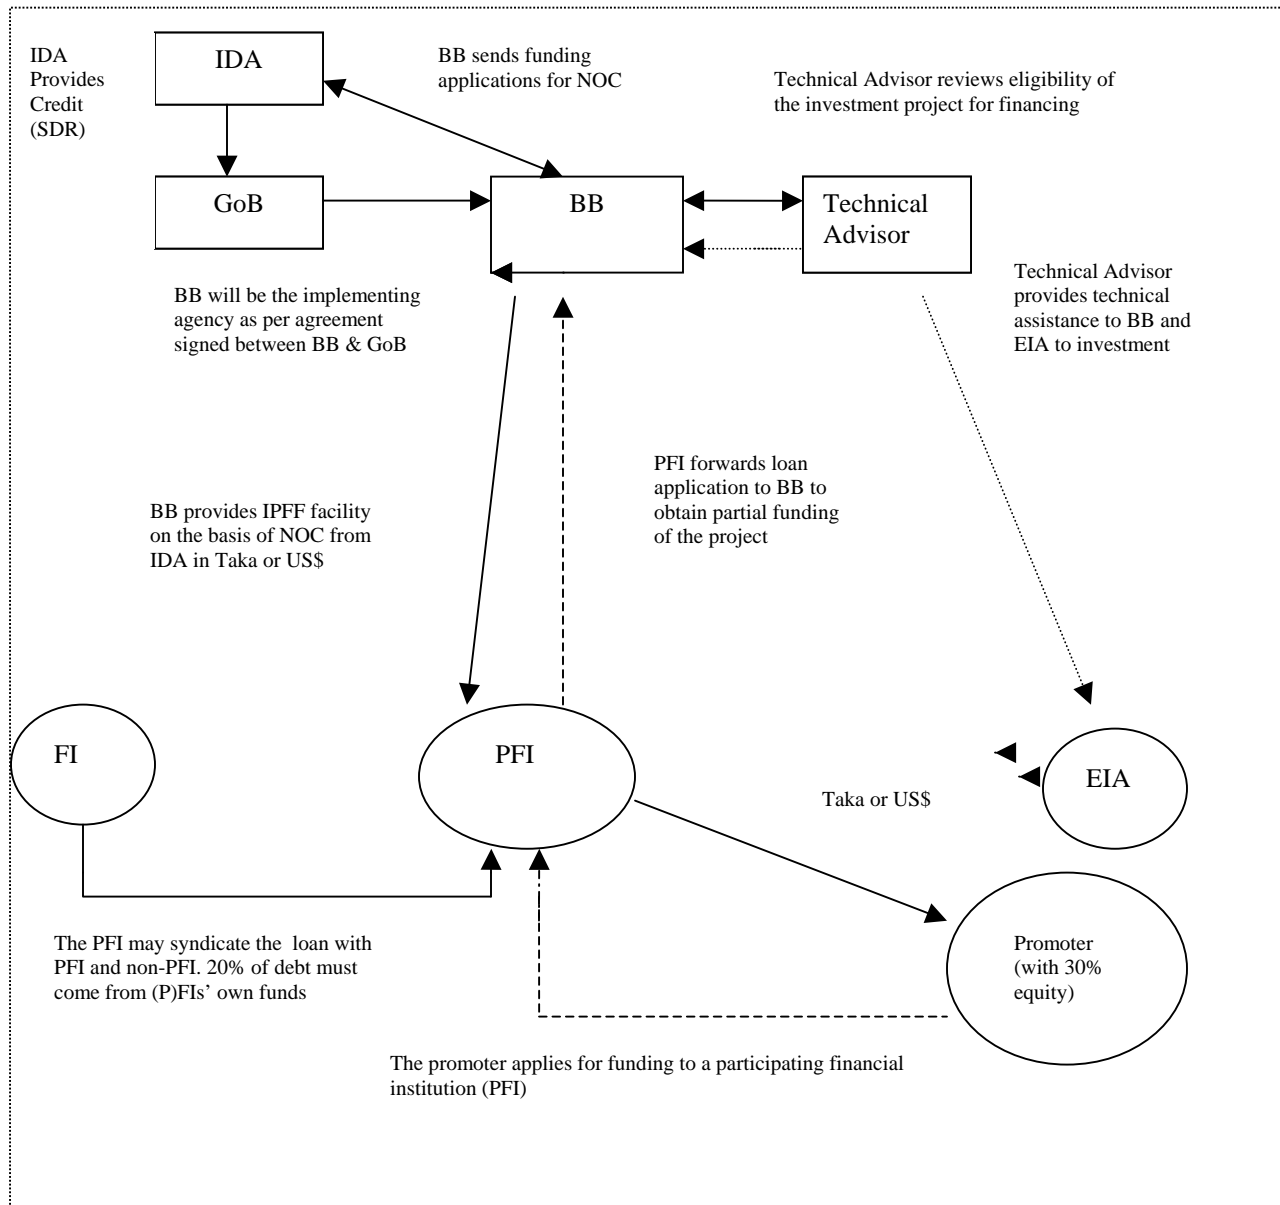 IDA
Provides
Credit
(SDR)
IDA
BB sends funding
applications for NOC
Technical Advisor reviews eligibility of
the investment project for financing
GoB
BB
Technical
Advisor
BB will be the implementing
agency as per agreement
signed between BB & GoB
Technical Advisor
provides technical
assistance to BB and
EIA to investment
BB provides IPFF facility
on the basis of NOC from
IDA in Taka or US$
PFI forwards loan
application to BB to
obtain partial funding
of the project
FI
PFI
EIA
Taka or US$
The PFI may syndicate the  loan with
PFI and non-PFI. 20% of debt must
come from (P)FIs’ own funds
Promoter
(with 30%
equity)
The promoter applies for funding to a participating financial
institution (PFI)